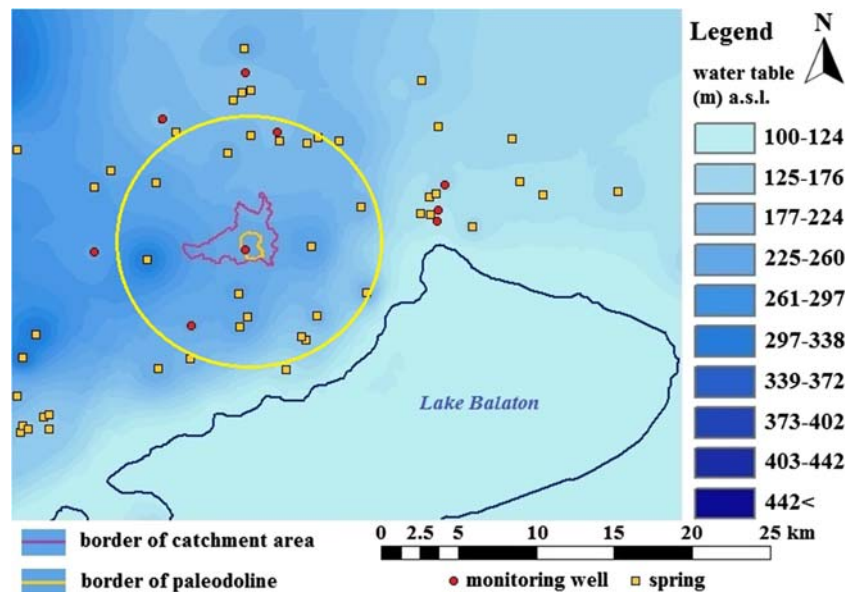 Legend
N
water table
(m) a.s.l.
100-124
125-176
177-224
225-260
261-297
297-338
339-372
373-402
403-442
442<
Lake Balaton
border of catchment area
border of paleodoline
0 2.5 5 10 15 20 25 km
monitoring well spring